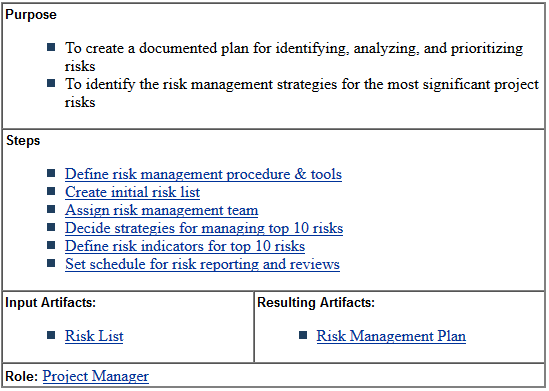 Purpose
To create a documented plan for identifying, analyzing, and prioritizing
risks
To identify the risk management strategies for the most significant project
risks
Steps
Define risk management procedure & tools
Create initial risk list
Assign risk management team
Decide strategies for managing top 10 risks
Define risk indicators for top 10 risks
Set schedule for risk reporting and reviews
Input Artifacts:
Risk List
Resulting Artifacts:
Risk Management Plan
Role: Project Manager